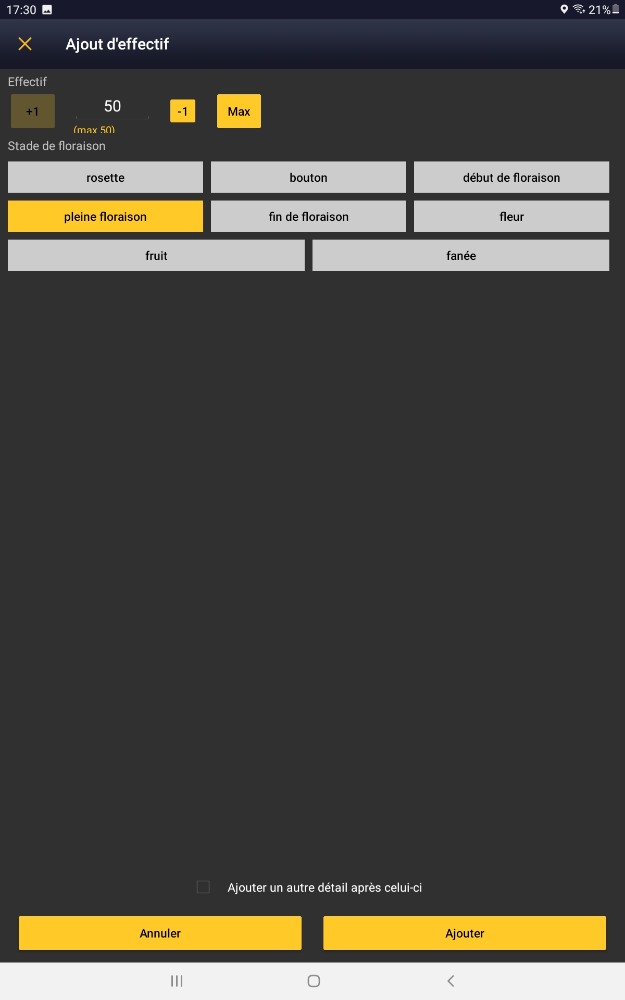 17:30 21%
Ajout d'effectif
Effectif
+1 50 -1 Max
(max 50)
Stade de floraison
rosette bouton début de floraison
pleine floraison fin de floraison fleur
fruit fanée
Ajouter un autre détail après celui-ci
Annuler Ajouter